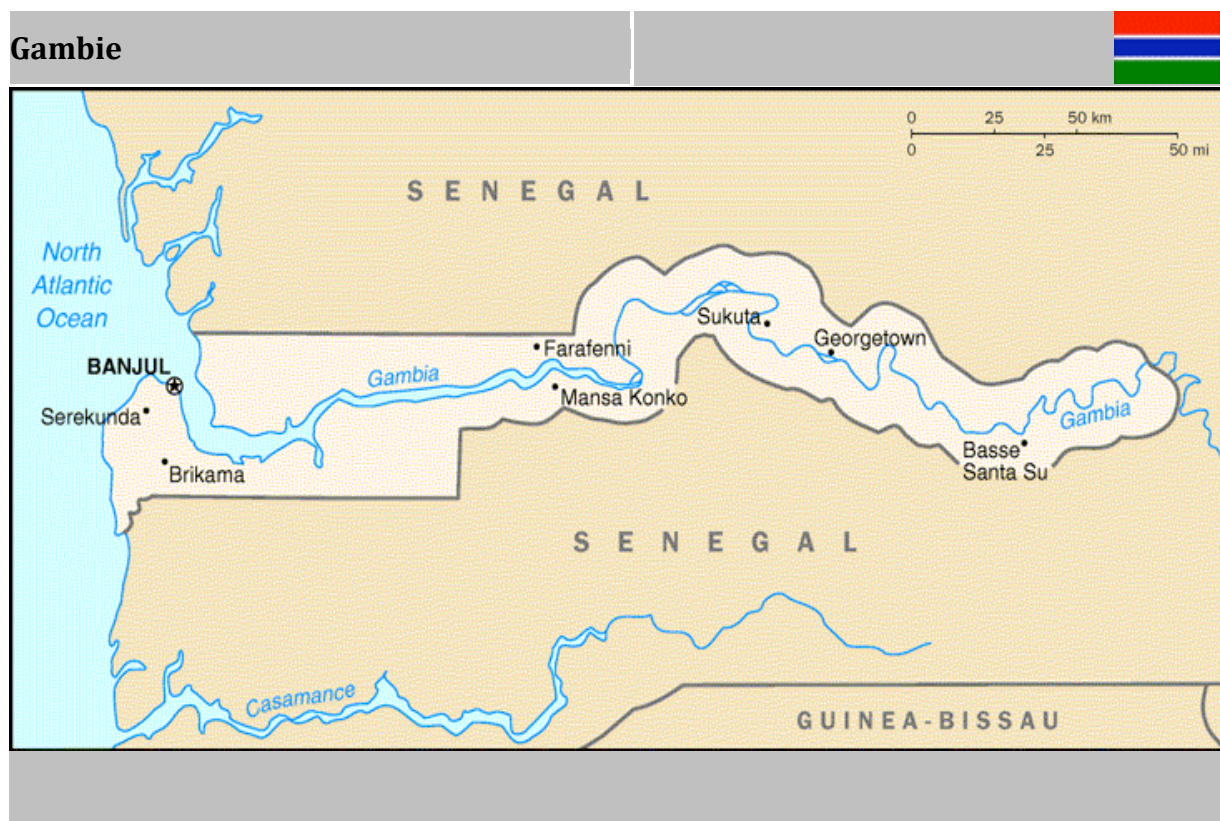 Gambie
0 25 50 km
0 25 50 mi
SENEGAL
North
Atlantic
Ocean
Sukuta
Georgetown
Farafenni
BANJUL
Gambia
Mansa Konko
Serekunda
Gambia
Basse
Santa Su
Brikama
SENEGAL
Casamance
GUINEA-BISSAU